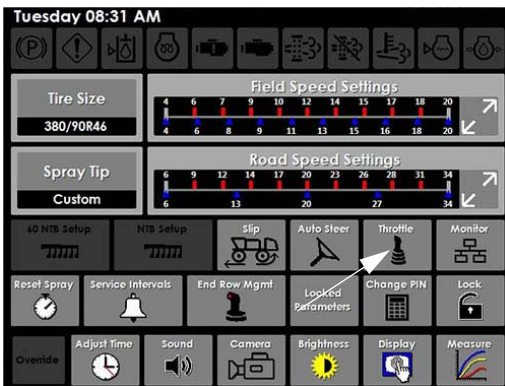 Tuesday 08:31 AM
(P)
Tire Size
380/90R46
Field Speed Settings
4 6 7 9 10 12 14 15 17 18 20
4 6 8 9 11 13 15 16 18 20
Spray Tip
Custom
Road Speed Settings
6 9 12 14 17 20 23 26 28 31 34
6 13 20 27 34
60 NTB Setup
NTB Setup
Slip
Auto Steer
Throttle
Monitor
Reset Spray
Service Intervals
End Row Mgmt
Locked
Parameters
Change PIN
Lock
Override
Adjust Time
Sound
Camera
Brightness
Display
Measure